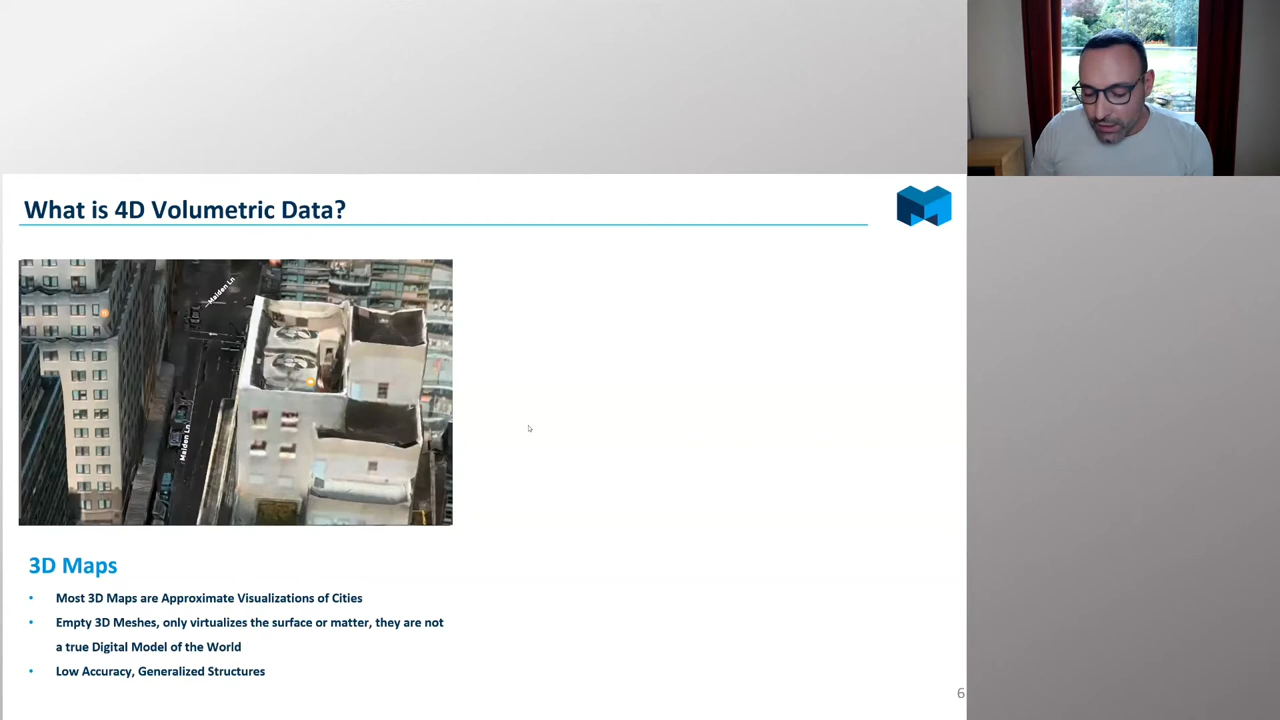 What is 4D Volumetric Data?
Maiden Ln
Maiden Ln
3D Maps
• Most 3D Maps are Approximate Visualizations of Cities
• Empty 3D Meshes, only virtualizes the surface or matter, they are not
a true Digital Model of the World
• Low Accuracy, Generalized Structures
6